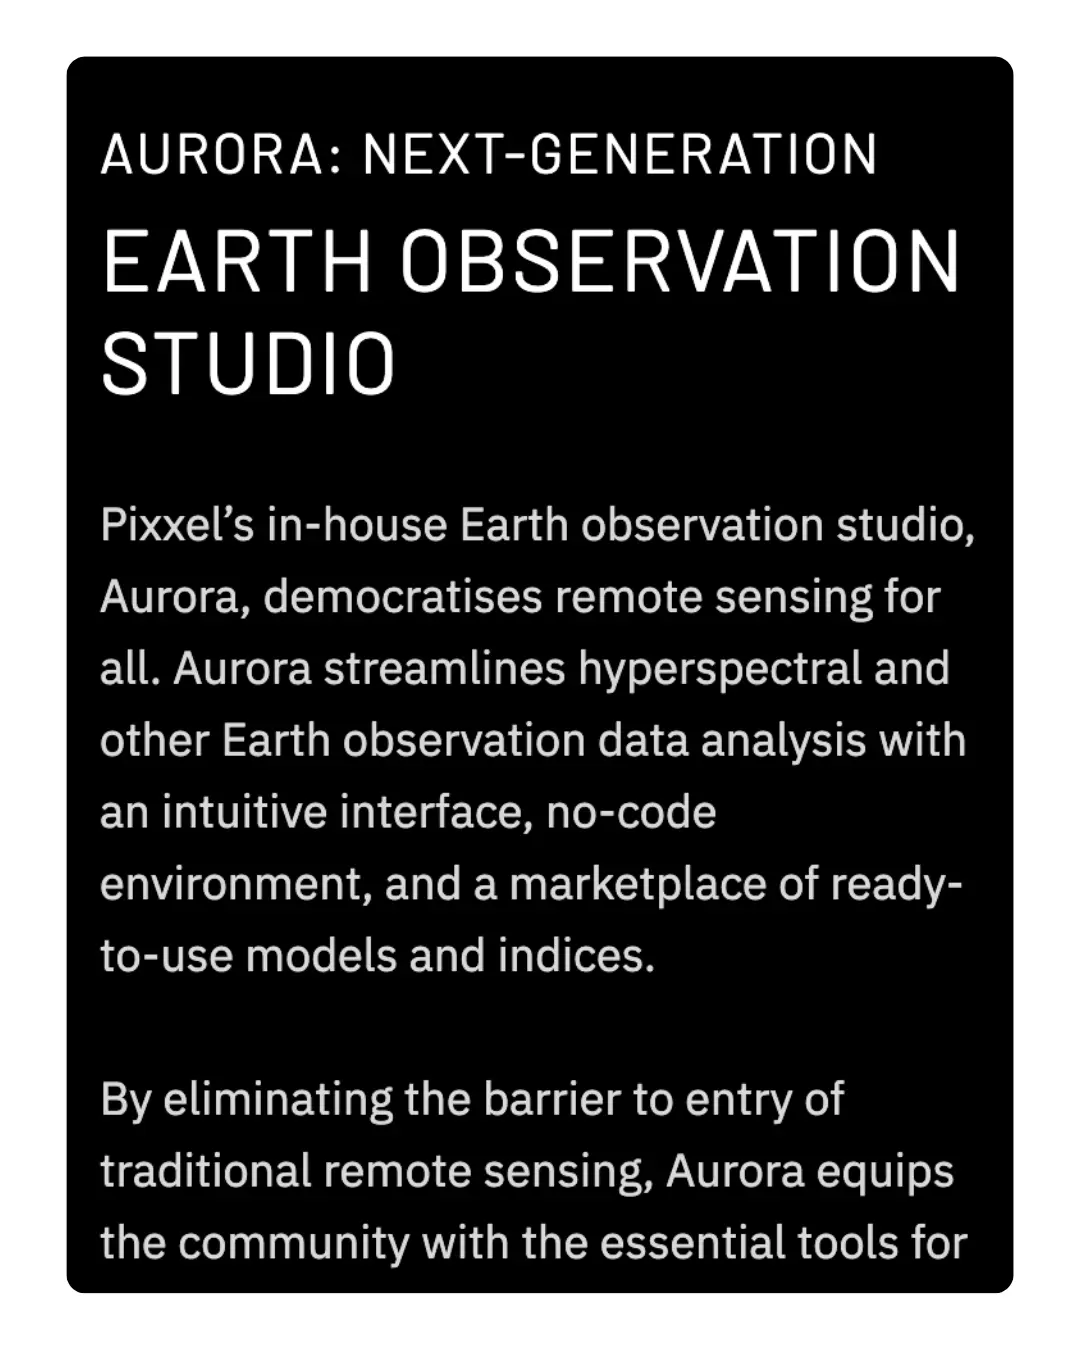 AURORA: NEXT-GENERATION
EARTH OBSERVATION
STUDIO
Pixxel’s in-house Earth observation studio,
Aurora, democratises remote sensing for
all. Aurora streamlines hyperspectral and
other Earth observation data analysis with
an intuitive interface, no-code
environment, and a marketplace of ready-
to-use models and indices.
By eliminating the barrier to entry of
traditional remote sensing, Aurora equips
the community with the essential tools for